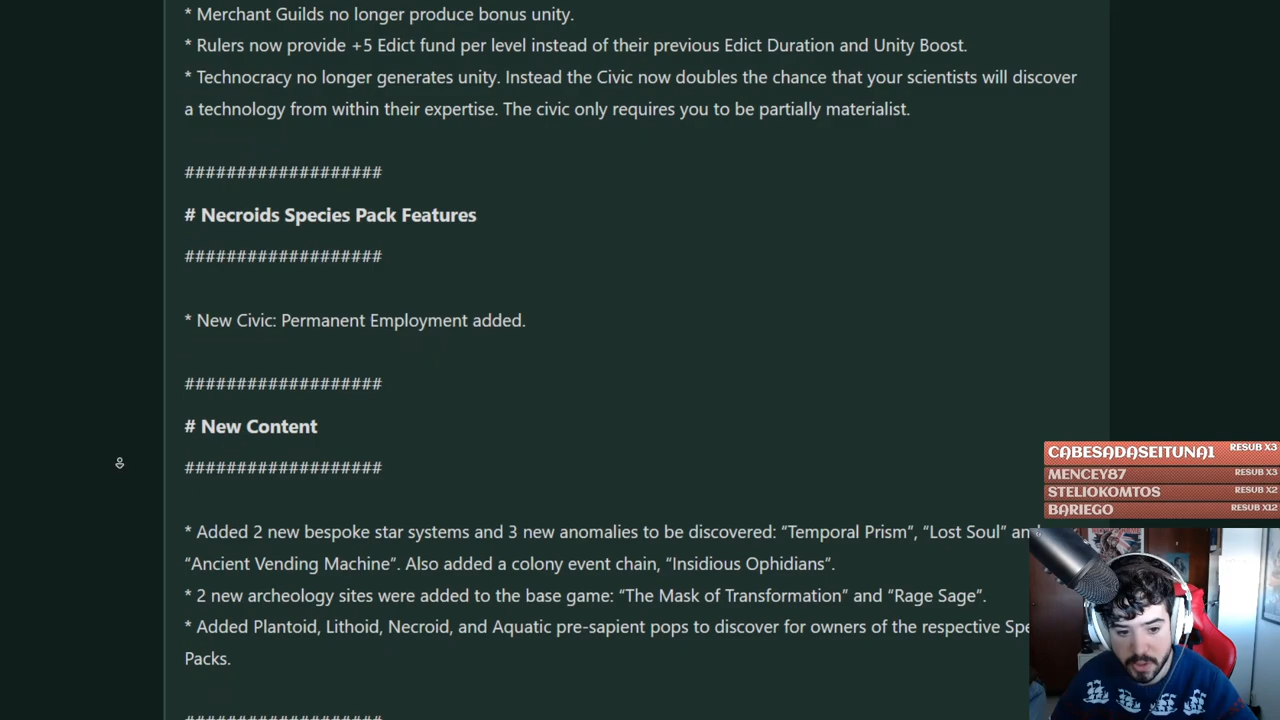 * Merchant Guilds no longer produce bonus unity.
* Rulers now provide +5 Edict fund per level instead of their previous Edict Duration and Unity Boost.
* Technocracy no longer generates unity. Instead the Civic now doubles the chance that your scientists will discover
a technology from within their expertise. The civic only requires you to be partially materialist.
###################
# Necroids Species Pack Features
###################
* New Civic: Permanent Employment added.
###################
# New Content
###################
* Added 2 new bespoke star systems and 3 new anomalies to be discovered: “Temporal Prism”, “Lost Soul” and
“Ancient Vending Machine”. Also added a colony event chain, “Insidious Ophidians”.
* 2 new archeology sites were added to the base game: “The Mask of Transformation” and “Rage Sage”.
* Added Plantoid, Lithoid, Necroid, and Aquatic pre-sapient pops to discover for owners of the respective
Packs.
CABESADASEITUNA1 RESUB X3
MENCEY87 RESUB X3
STELIOKOMTOS RESUB X2
BARIEGO RESUB X12